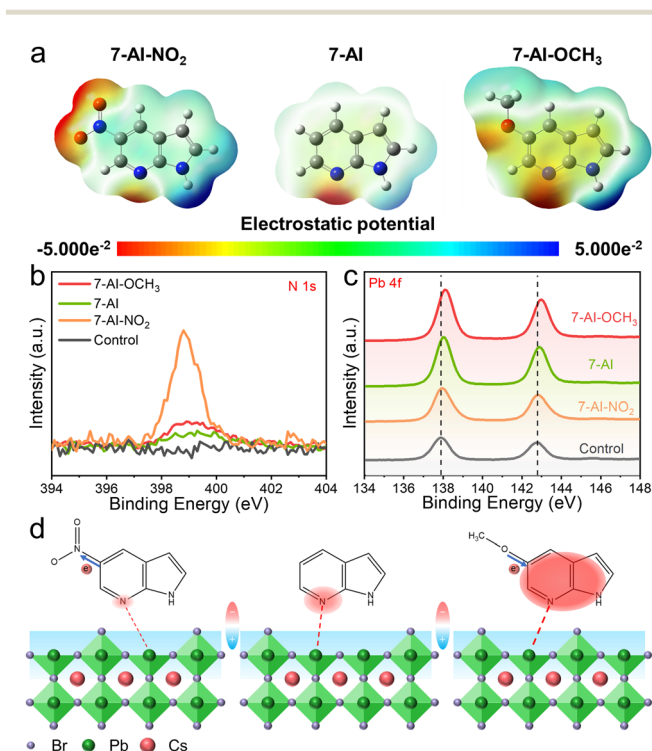 a
7-AI-NO₂ 7-AI 7-AI-OCH₃
Electrostatic potential
-5.000e⁻² 5.000e⁻²
b
7-AI-OCH₃
7-AI
7-AI-NO₂
Control
N 1s
Intensity (a.u.)
394 396 398 400 402 404
Binding Energy (eV)
c
Pb 4f
7-AI-OCH₃
7-AI
7-AI-NO₂
Control
Intensity (a.u.)
134 136 138 140 142 144 146 148
Binding Energy (eV)
d
O
N
O
e
N
N
H
N
N
H
H₃C
O
e
N
N
H
−
+
−
+
Br Pb Cs